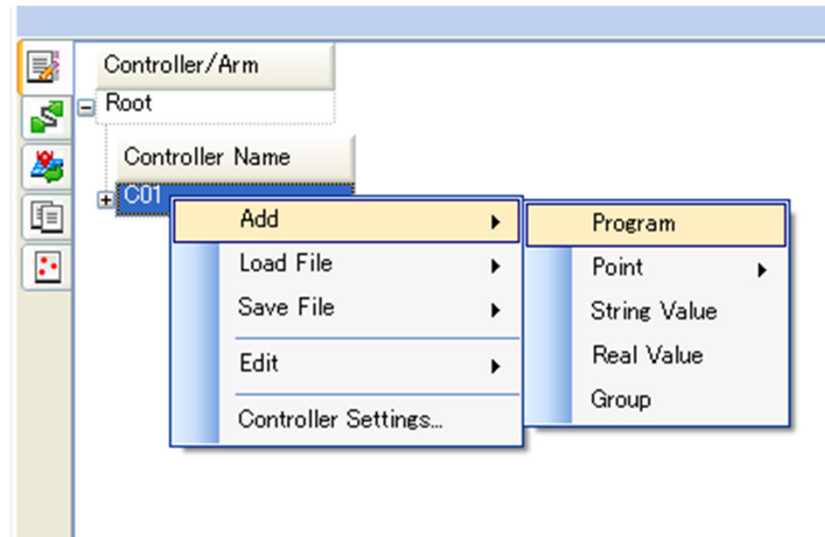 Controller/Arm
Root
Controller Name
C01
Add
Load File
Save File
Edit
Controller Settings...
Program
Point
String Value
Real Value
Group